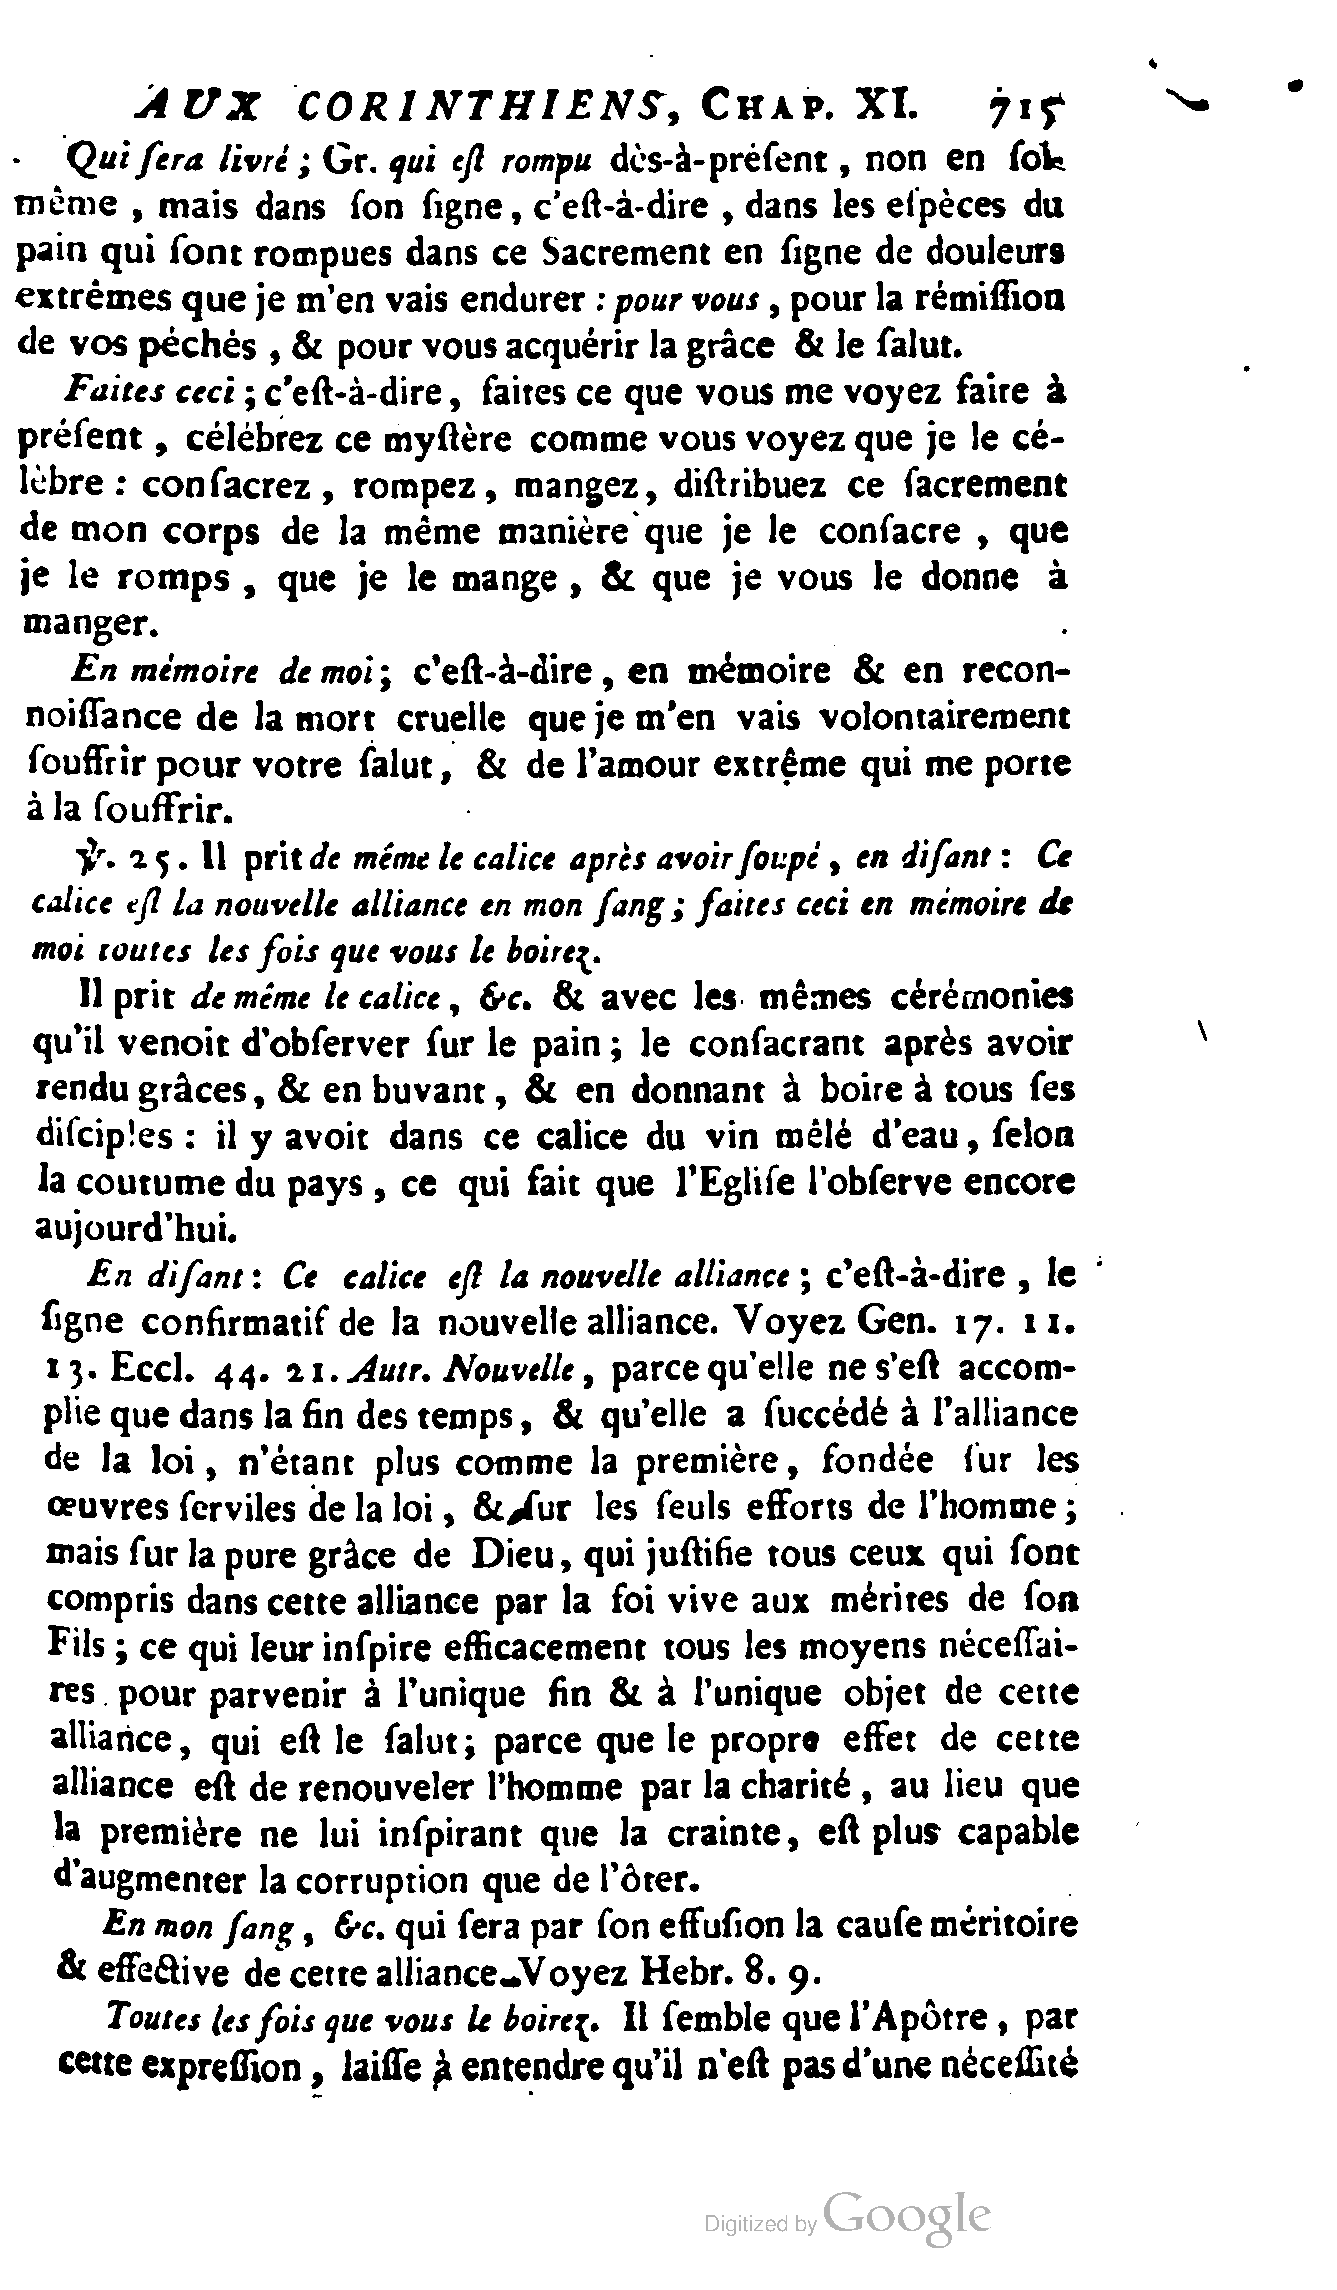 AUX CORINTHIENS, CHAP. XI. 715
Qui ſera livré ; Gr. qui eſt rompu dès-à-préſent , non en ſoi-
même , mais dans ſon ſigne , c'eſt-à-dire , dans les eſpèces du
pain qui ſont rompues dans ce Sacrement en ſigne de douleurs
extrêmes que je m'en vais endurer : pour vous , pour la rémiſſion
de vos péchés , & pour vous acquérir la grâce & le ſalut.
Faites ceci ; c'eſt-à-dire , faites ce que vous me voyez faire à
préſent , célébrez ce myſtère comme vous voyez que je le cé-
lèbre : conſacrez , rompez , mangez , diſtribuez ce ſacrement
de mon corps de la même manière que je le conſacre , que
je le romps , que je le mange , & que je vous le donne à
manger.
En mémoire de moi ; c'eſt-à-dire , en mémoire & en recon-
noiſſance de la mort cruelle que je m'en vais volontairement
ſouffrir pour votre ſalut , & de l'amour extrême qui me porte
à la ſouffrir.
℣. 25. Il prit de même le calice après avoir ſoupé , en diſant : Ce
calice eſt la nouvelle alliance en mon ſang ; faites ceci en mémoire de
moi toutes les fois que vous le boirez.
Il prit de même le calice , &c. & avec les mêmes cérémonies
qu'il venoit d'obſerver ſur le pain ; le conſacrant après avoir
rendu grâces , & en buvant , & en donnant à boire à tous ſes
diſciples : il y avoit dans ce calice du vin mêlé d'eau , ſelon
la coutume du pays , ce qui fait que l'Egliſe l'obſerve encore
aujourd'hui.
En diſant : Ce calice eſt la nouvelle alliance ; c'eſt-à-dire , le
ſigne confirmatif de la nouvelle alliance. Voyez Gen. 17. 11.
13. Eccl. 44. 21. Autr. Nouvelle , parce qu'elle ne s'eſt accom-
plie que dans la fin des temps , & qu'elle a ſuccédé à l'alliance
de la loi , n'étant plus comme la première , fondée ſur les
œuvres ſerviles de la loi , & ſur les ſeuls efforts de l'homme ;
mais ſur la pure grâce de Dieu , qui juſtifie tous ceux qui ſont
compris dans cette alliance par la foi vive aux mérites de ſon
Fils ; ce qui leur inſpire efficacement tous les moyens néceſſai-
res pour parvenir à l'unique fin & à l'unique objet de cette
alliance , qui eſt le ſalut ; parce que le propre effet de cette
alliance eſt de renouveler l'homme par la charité , au lieu que
la première ne lui inſpirant que la crainte , eſt plus capable
d'augmenter la corruption que de l'ôter.
En mon ſang , &c. qui ſera par ſon effuſion la cauſe méritoire
& effective de cette alliance. Voyez Hebr. 8. 9.
Toutes les fois que vous le boirez. Il ſemble que l'Apôtre , par
cette expreſſion , laiſſe à entendre qu'il n'eſt pas d'une néceſſité
Digitized by Google